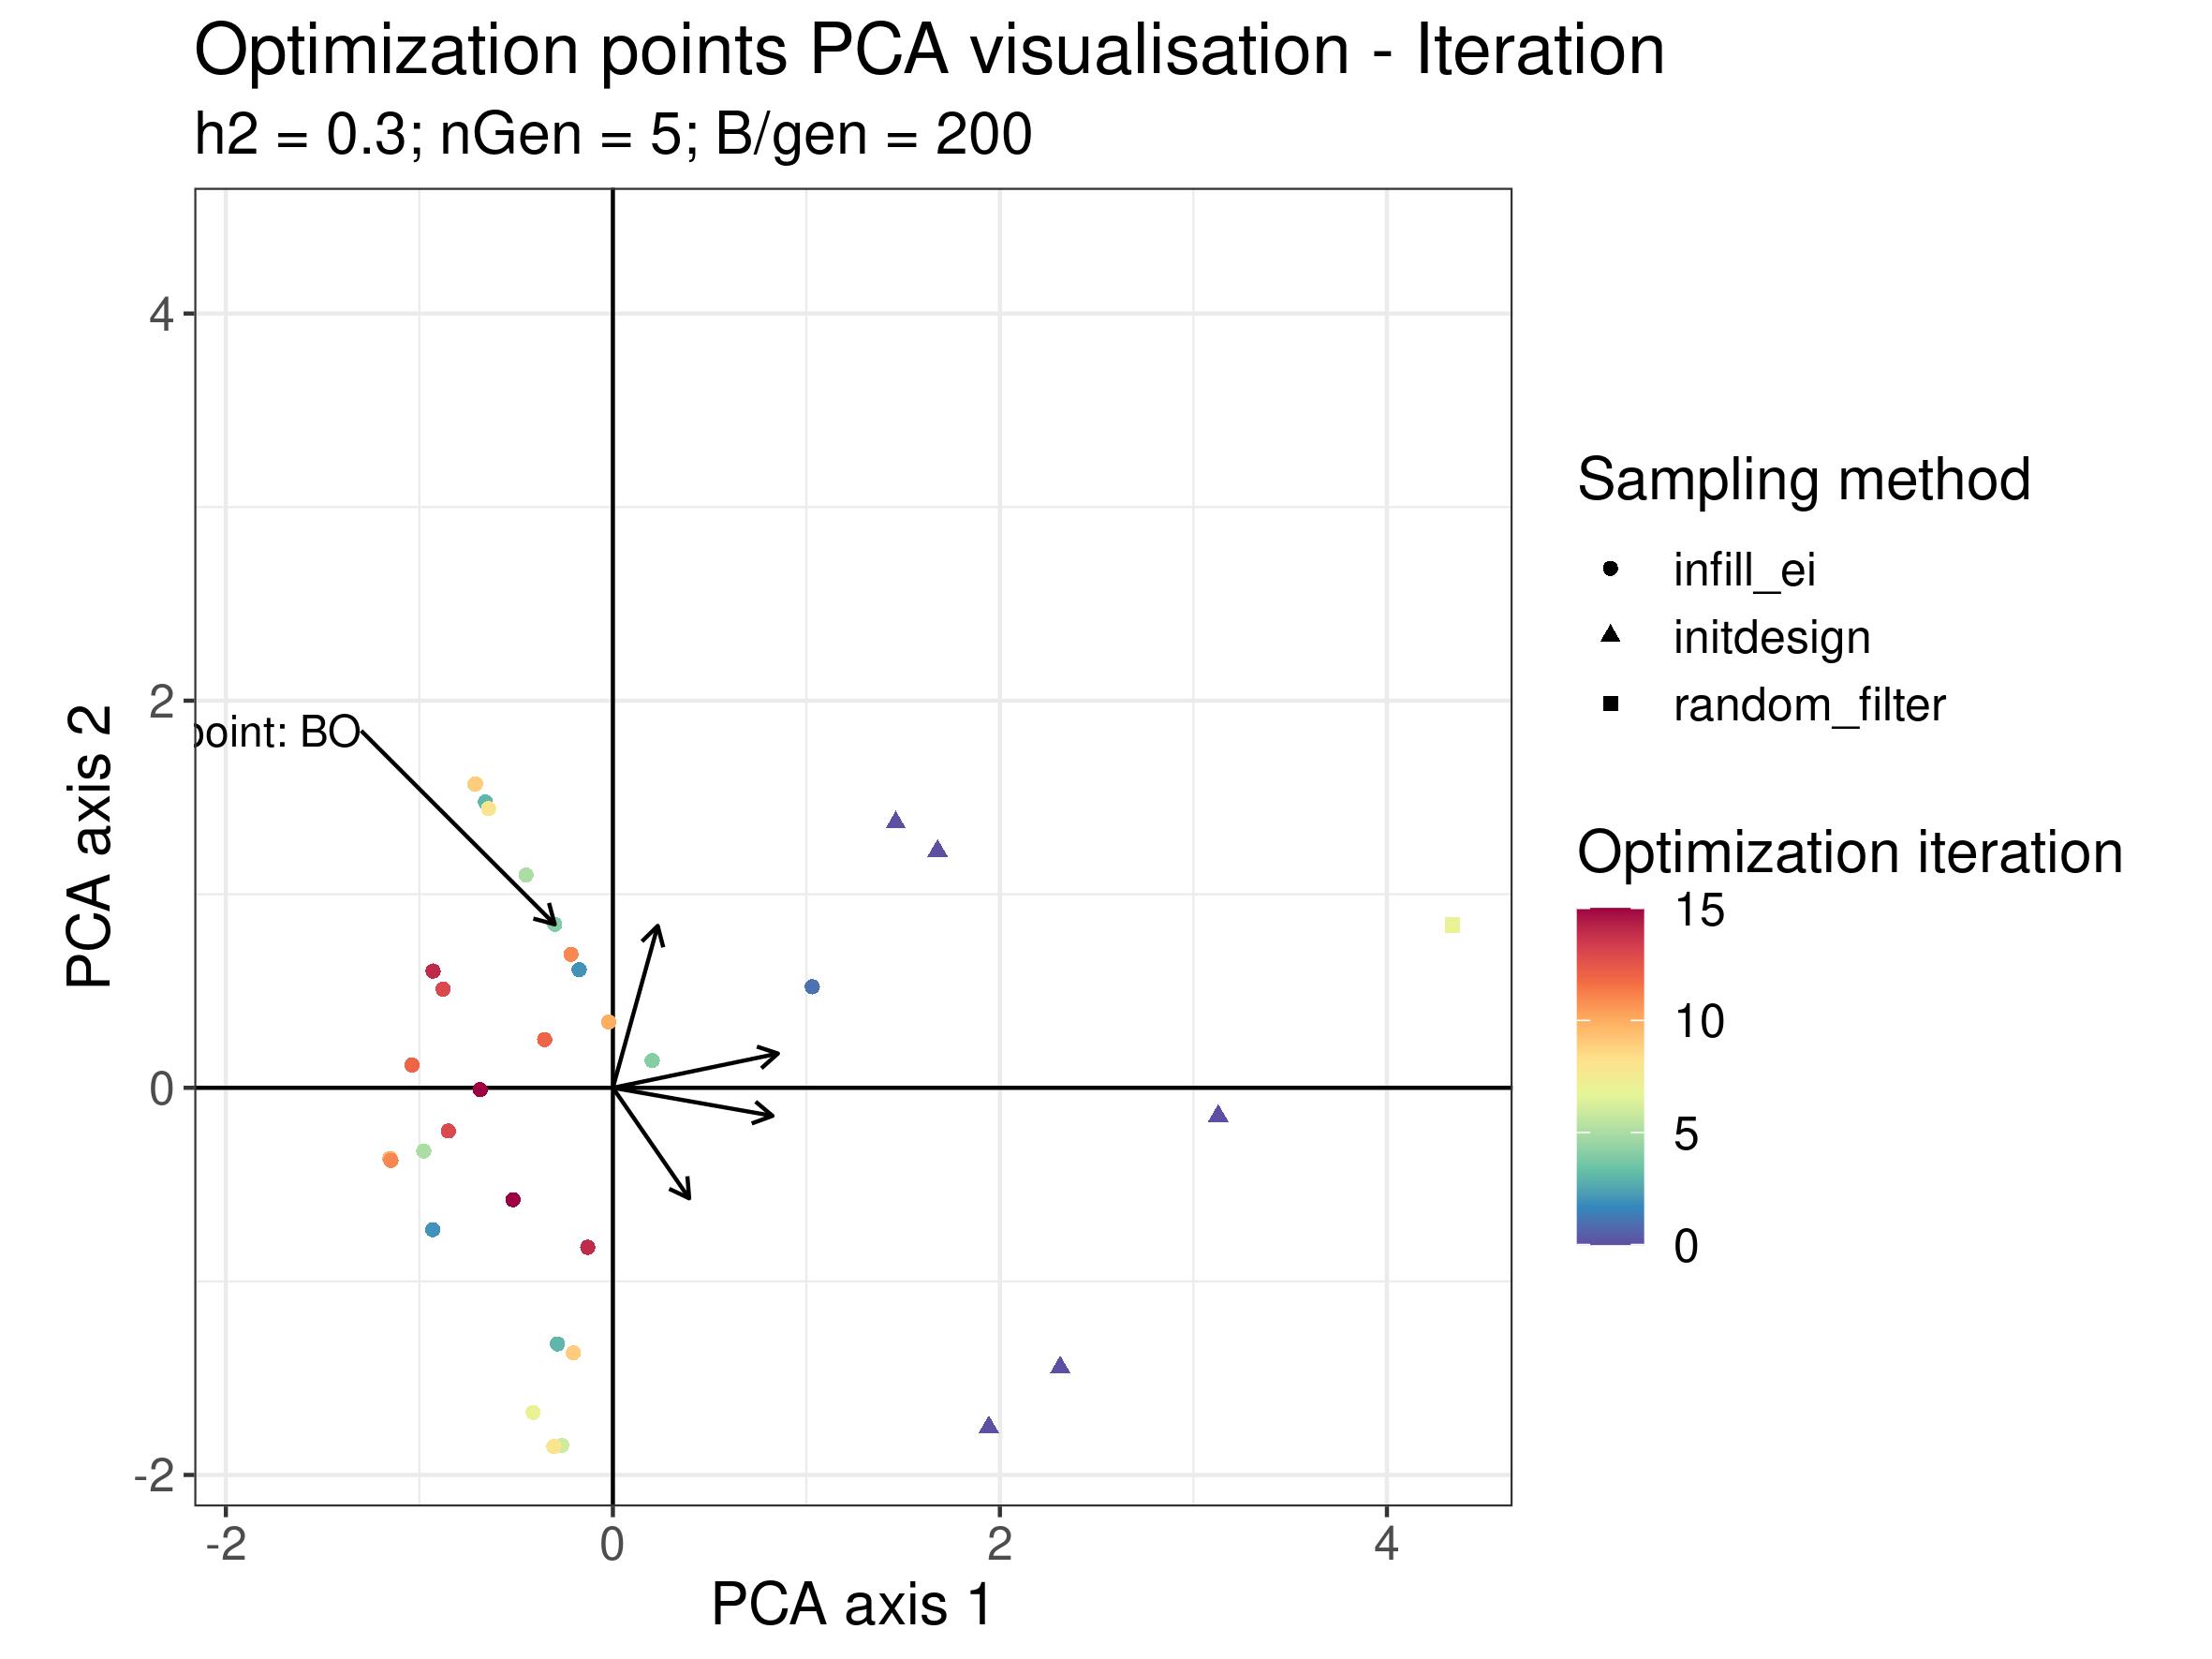 Optimization points PCA visualisation - Iteration
h2 = 0.3; nGen = 5; B/gen = 200
4
2
0
-2
PCA axis 2
point: BO
-2
0
2
4
PCA axis 1
Sampling method
infill_ei
initdesign
random_filter
Optimization iteration
15
10
5
0